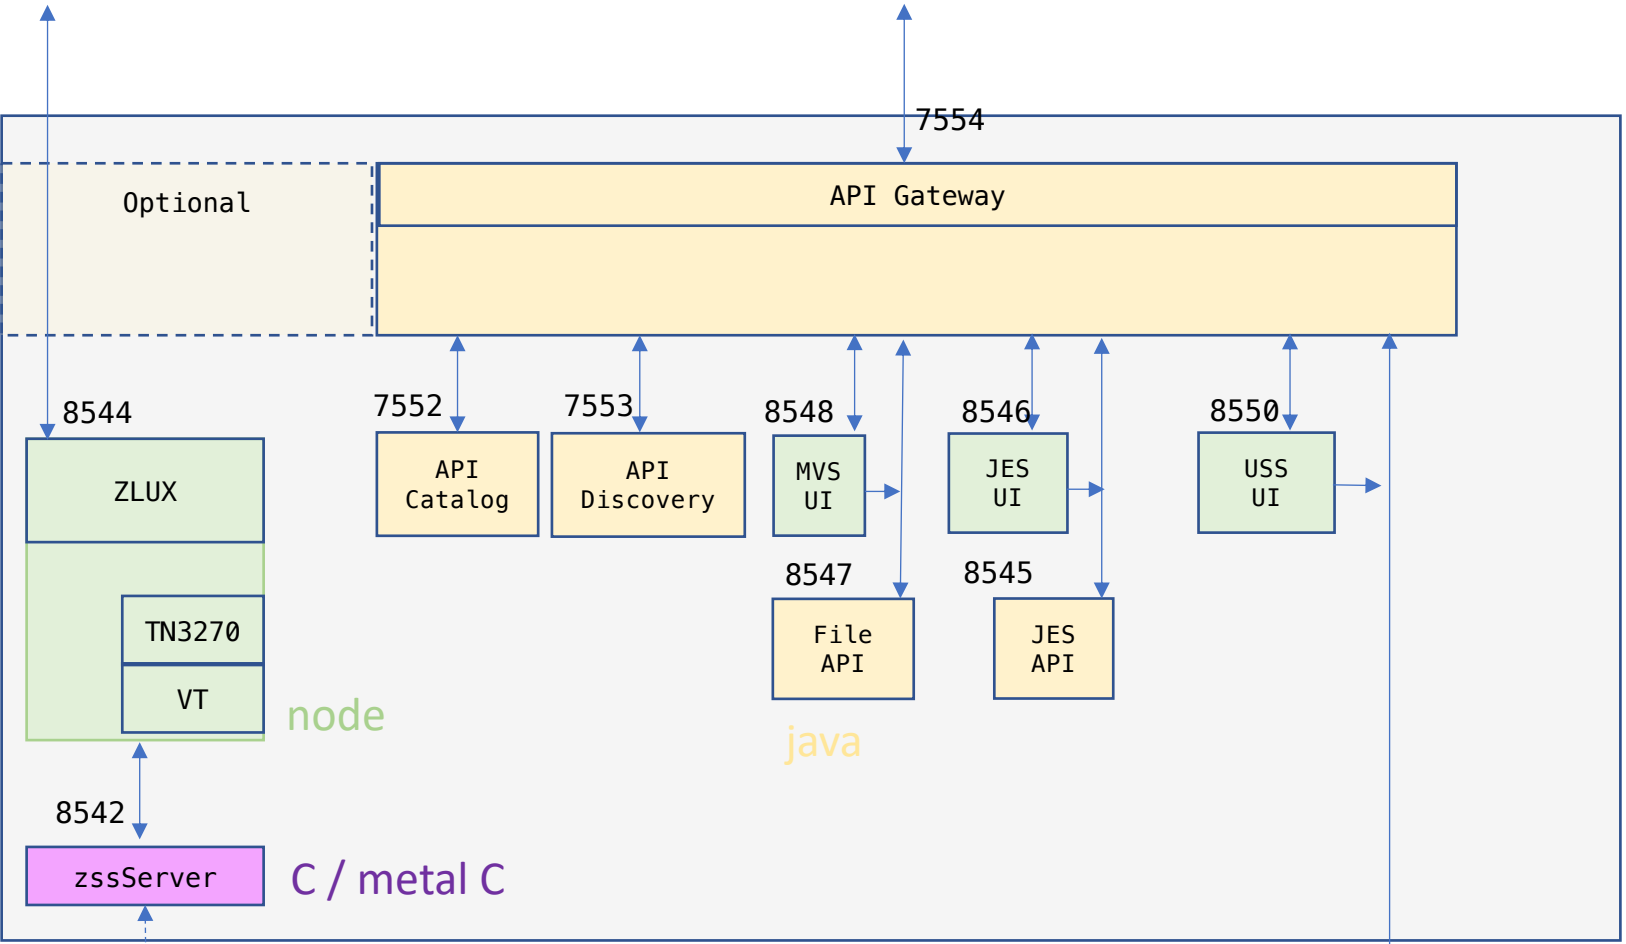 7554
API Gateway
Optional
8544
7552
7553
8548
8546
8550
ZLUX
API
Catalog
API
Discovery
MVS
UI
JES
UI
USS
UI
8547
8545
TN3270
VT
File
API
JES
API
node
java
8542
zssServer
C / metal C